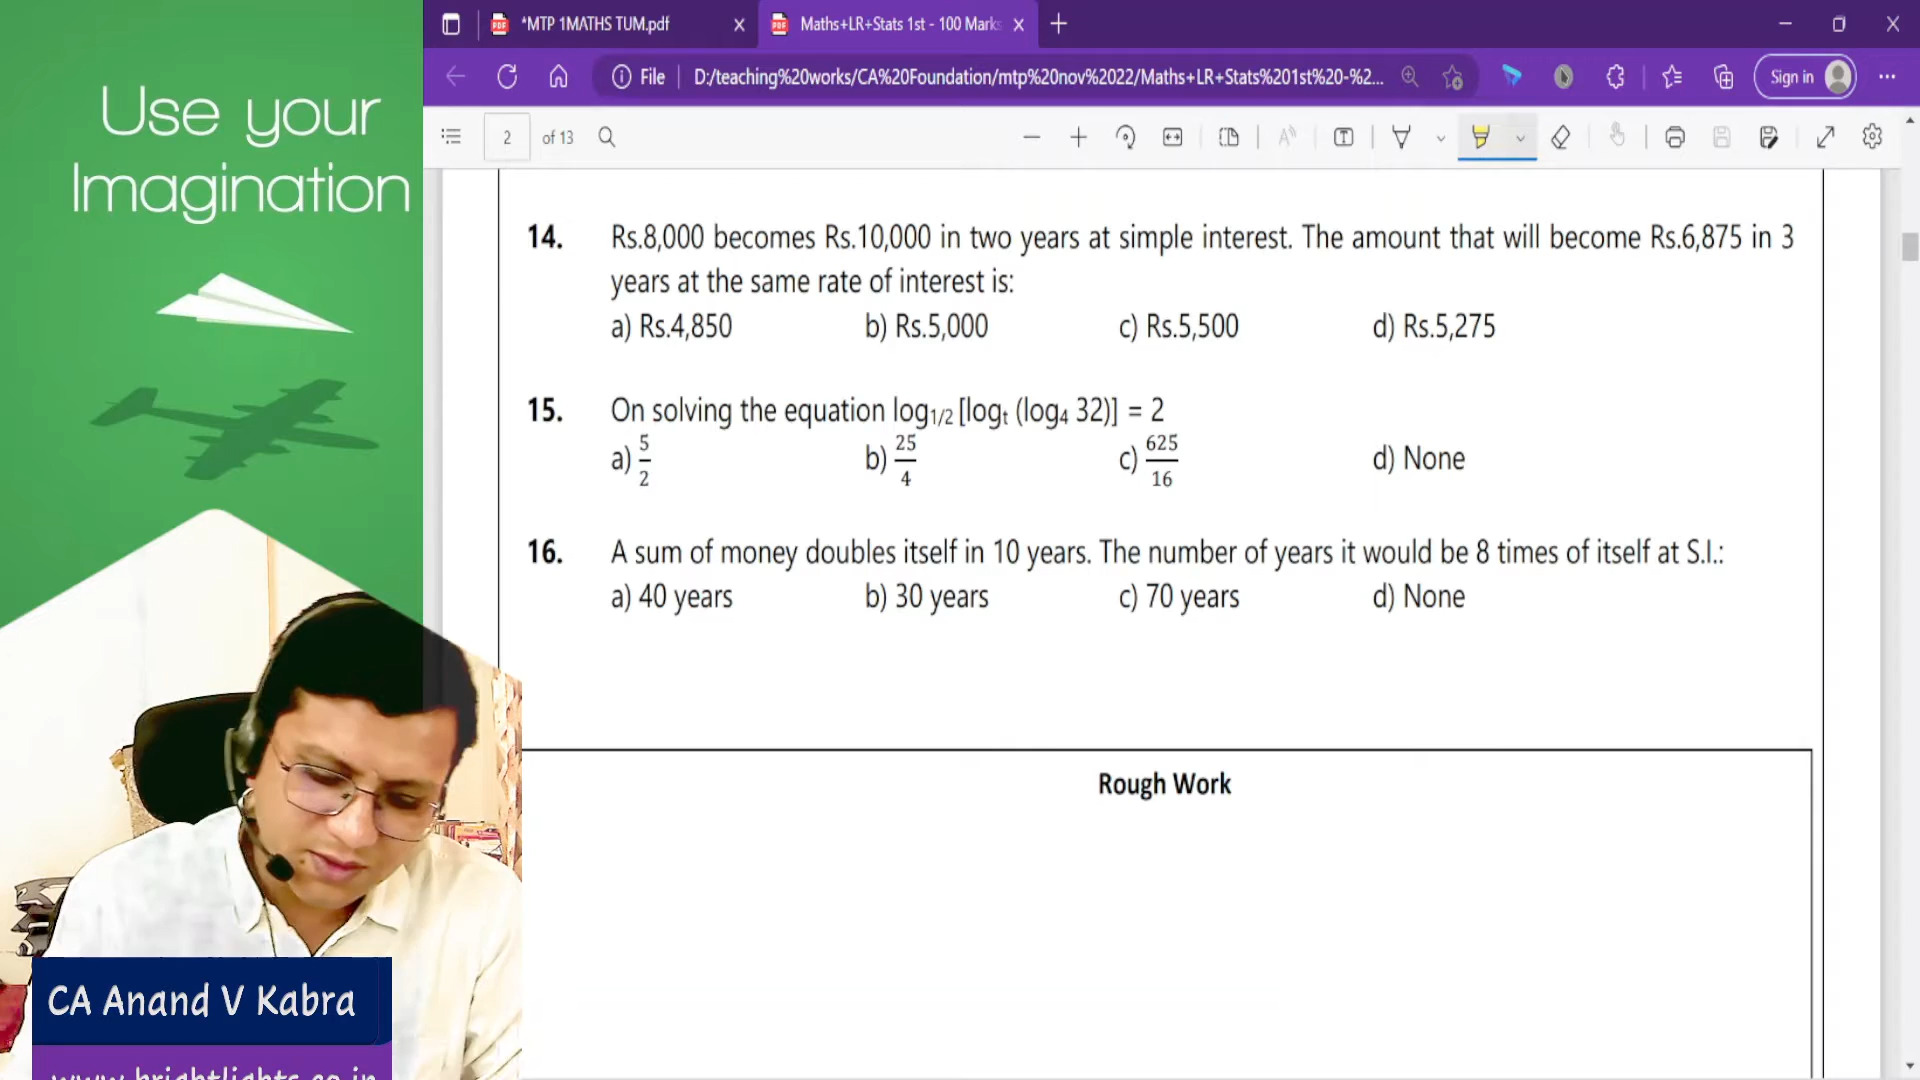 *MTP 1MATHS TUM.pdf
Maths+LR+Stats 1st - 100 Marks
File
D:/teaching%20works/CA%20Foundation/mtp%20nov%2022/Maths+LR+Stats%201st%20-%2...
Sign in
2 of 13
Use your
Imagination
14. Rs.8,000 becomes Rs.10,000 in two years at simple interest. The amount that will become Rs.6,875 in 3
years at the same rate of interest is:
a) Rs.4,850 b) Rs.5,000 c) Rs.5,500 d) Rs.5,275
15. On solving the equation log1/2 [logt (log4 32)] = 2
a) 5/2 b) 25/4 c) 625/16 d) None
16. A sum of money doubles itself in 10 years. The number of years it would be 8 times of itself at S.I.:
a) 40 years b) 30 years c) 70 years d) None
Rough Work
CA Anand V Kabra
www.brightlights.co.in